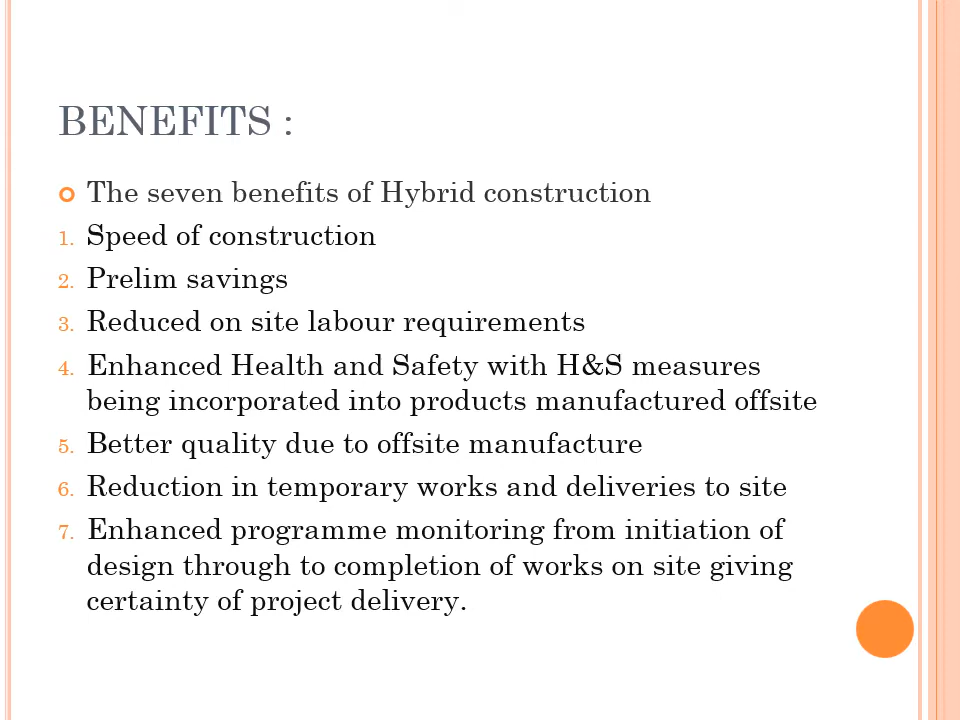 BENEFITS :
The seven benefits of Hybrid construction
1. Speed of construction
2. Prelim savings
3. Reduced on site labour requirements
4. Enhanced Health and Safety with H&S measures
being incorporated into products manufactured offsite
5. Better quality due to offsite manufacture
6. Reduction in temporary works and deliveries to site
7. Enhanced programme monitoring from initiation of
design through to completion of works on site giving
certainty of project delivery.